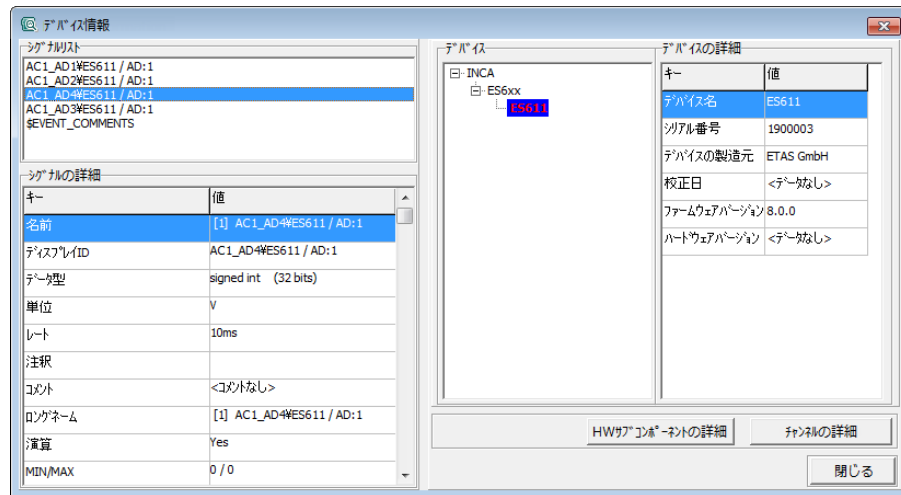 デバイス情報
シグナルリスト
AC1_AD1¥ES611 / AD:1
AC1_AD2¥ES611 / AD:1
AC1_AD4¥ES611 / AD:1
AC1_AD3¥ES611 / AD:1
$EVENT_COMMENTS
シグナルの詳細
キー 値
名前 [1] AC1_AD4¥ES611 / AD:1
ディスプレイID AC1_AD4¥ES611 / AD:1
データ型 signed int (32 bits)
単位 V
レート 10ms
注釈
コメント <コメントなし>
ロングネーム [1] AC1_AD4¥ES611 / AD:1
演算 Yes
MIN/MAX 0 / 0
デバイス
INCA
ES6xx
ES611
デバイスの詳細
キー 値
デバイス名 ES611
シリアル番号 1900003
デバイスの製造元 ETAS GmbH
校正日 <データなし>
ファームウェアバージョン 8.0.0
ハードウェアバージョン <データなし>
HWサブコンポーネントの詳細
チャンネルの詳細
閉じる